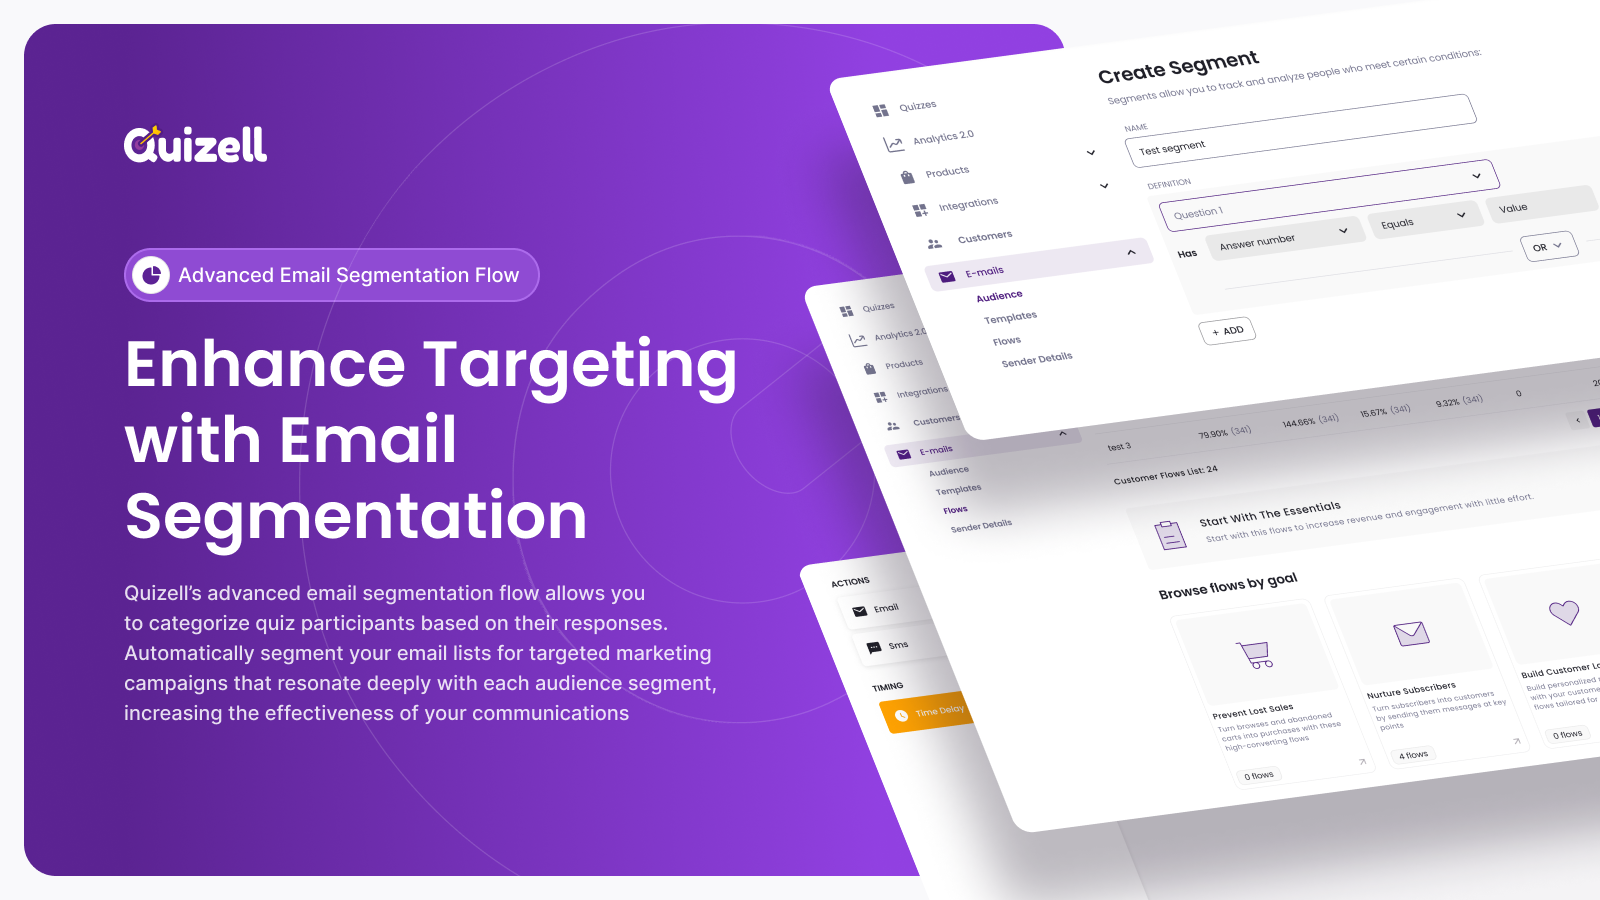 Quizell
Advanced Email Segmentation Flow
Enhance Targeting
with Email
Segmentation
Quizell’s advanced email segmentation flow allows you
to categorize quiz participants based on their responses.
Automatically segment your email lists for targeted marketing
campaigns that resonate deeply with each audience segment,
increasing the effectiveness of your communications
Quizzes
Analytics 2.0
Products
Integrations
Customers
E-mails
Audience
Templates
Flows
Sender Details
Create Segment
Segments allow you to track and analyze people who meet certain conditions:
NAME
Test segment
DEFINITION
Question 1
Has
Answer number
Equals
Value
OR
+ ADD
Quizzes
Analytics 2.0
Products
Integrations
Customers
E-mails
Audience
Templates
Flows
Sender Details
test 3
79.90% (341)
144.66% (341)
15.67% (341)
9.32% (341)
0
Customer Flows List: 24
Start With The Essentials
Start with this flows to increase revenue and engagement with little effort.
Browse flows by goal
Prevent Lost Sales
Turn browses and abandoned
carts into purchases with these
high-converting flows
0 flows
Nurture Subscribers
Turn subscribers into customers
by sending them messages at key
points
4 flows
Build Customer
Build personalized
with your
flows tailored for
0 flows
ACTIONS
Email
Sms
TIMING
Time Delay